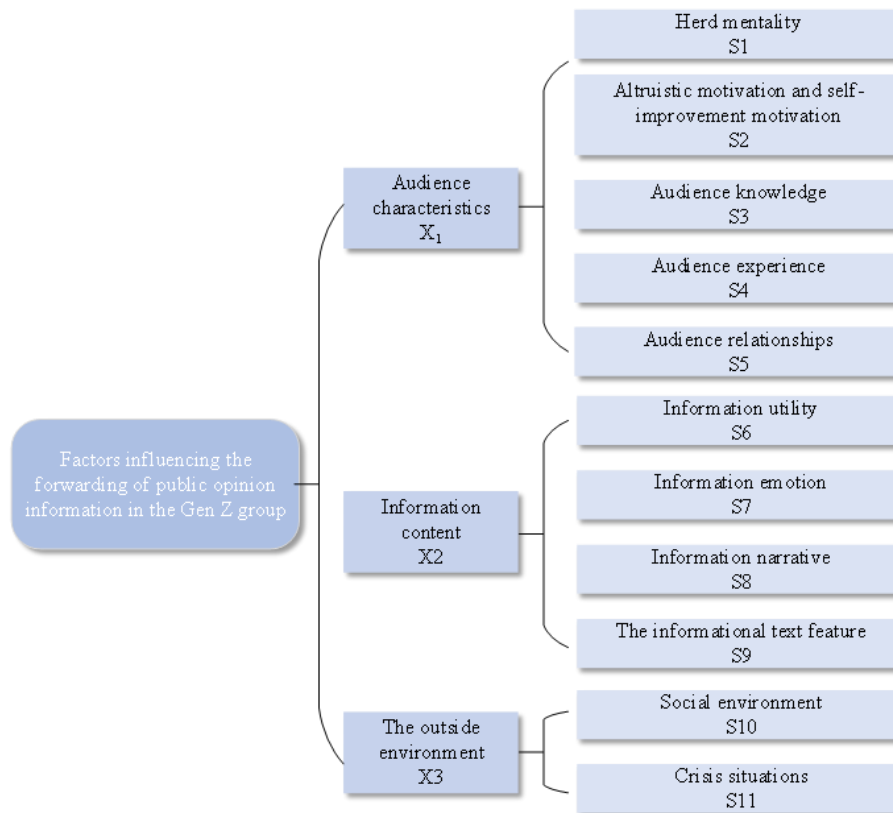 Herd mentality
S1
Altruistic motivation and self-
improvement motivation
S2
Audience
characteristics
X₁
Audience knowledge
S3
Audience experience
S4
Audience relationships
S5
Factors influencing the
forwarding of public opinion
information in the Gen Z group
Information utility
S6
Information emotion
S7
Information
content
X2
Information narrative
S8
The informational text feature
S9
The outside
environment
X3
Social environment
S10
Crisis situations
S11